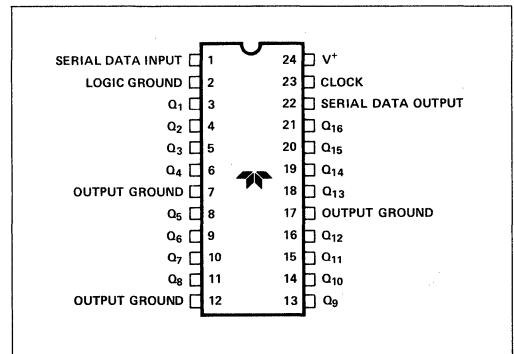 SERIAL DATA INPUT 1 24 V⁺
LOGIC GROUND 2 23 CLOCK
Q₁ 3 22 SERIAL DATA OUTPUT
Q₂ 4 21 Q₁₆
Q₃ 5 20 Q₁₅
Q₄ 6 19 Q₁₄
OUTPUT GROUND 7 18 Q₁₃
Q₅ 8 17 OUTPUT GROUND
Q₆ 9 16 Q₁₂
Q₇ 10 15 Q₁₁
Q₈ 11 14 Q₁₀
OUTPUT GROUND 12 13 Q₉